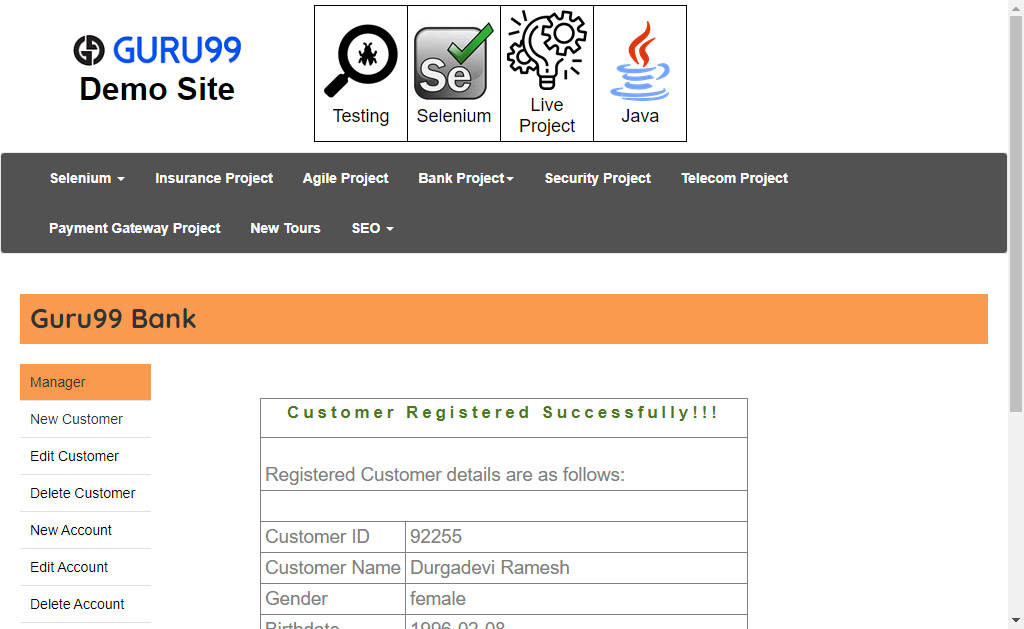 GURU99
Demo Site
Testing
Selenium
Live
Project
Java
Selenium
Insurance Project
Agile Project
Bank Project
Security Project
Telecom Project
Payment Gateway Project
New Tours
SEO
Guru99 Bank
Manager
New Customer
Edit Customer
Delete Customer
New Account
Edit Account
Delete Account
Customer Registered Successfully!!!
Registered Customer details are as follows:
Customer ID 92255
Customer Name Durgadevi Ramesh
Gender female
Birthdate 1996-02-08